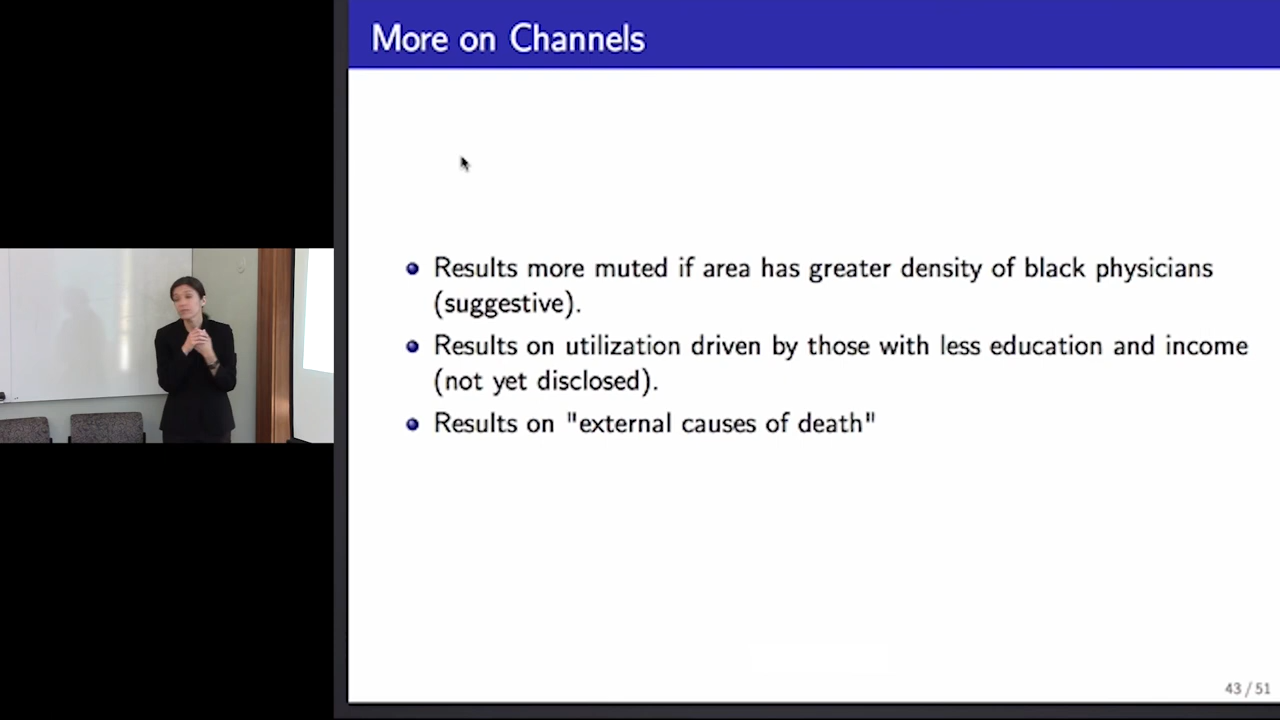 More on Channels
Results more muted if area has greater density of black physicians
(suggestive).
Results on utilization driven by those with less education and income
(not yet disclosed).
Results on "external causes of death"
43 / 51